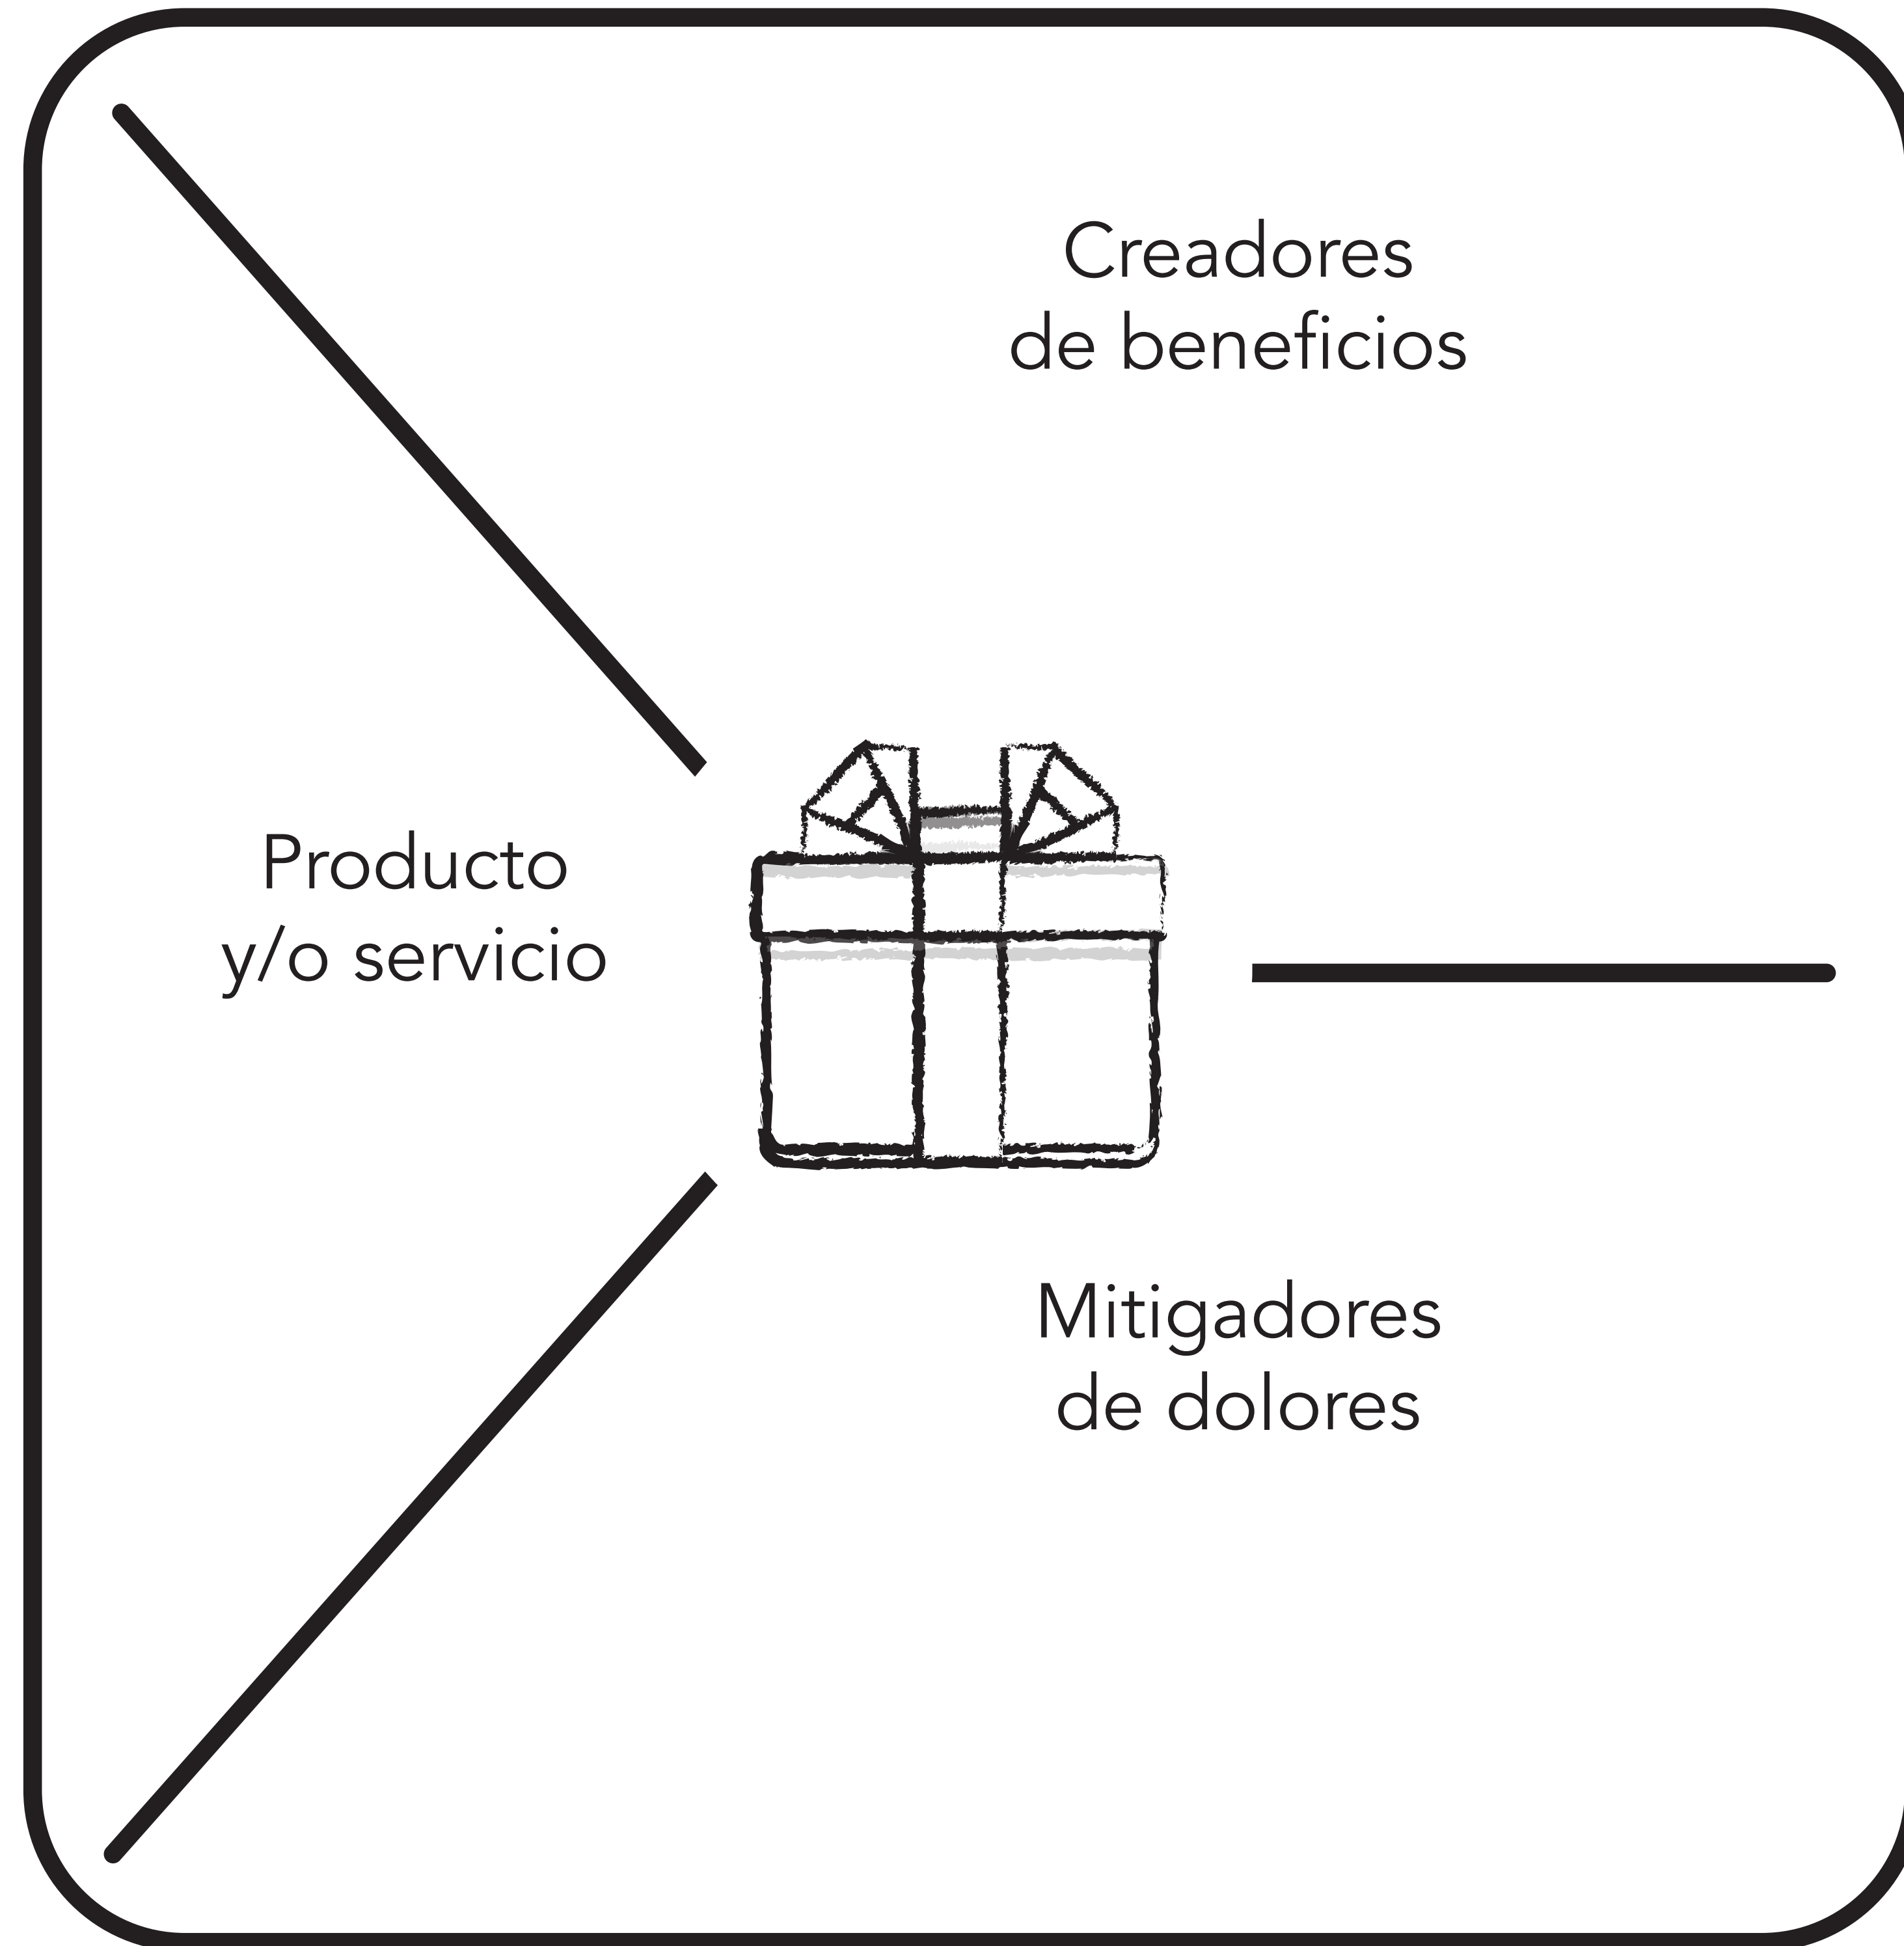 Creadores
de beneficios
Producto
y/o servicio
Mitigadores
de dolores